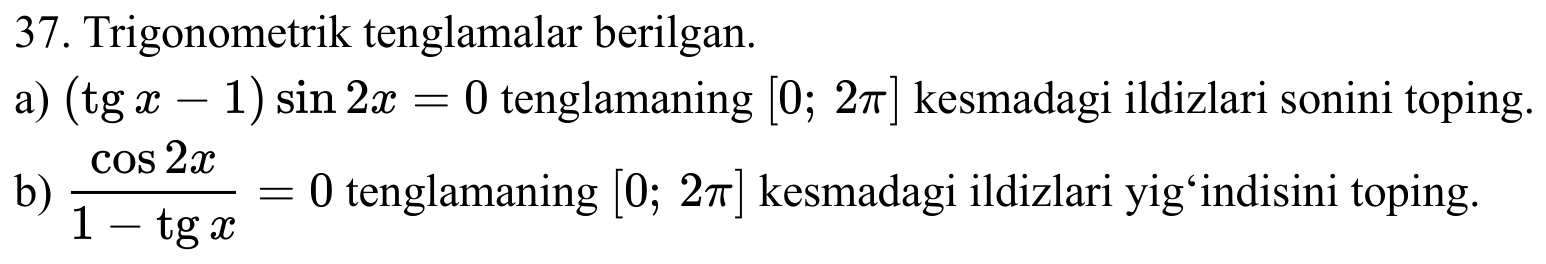 37. Trigonometrik tenglamalar berilgan.
a) (tg x − 1) sin 2x = 0 tenglamaning [0; 2π] kesmadagi ildizlari sonini toping.
b) \frac{cos 2x}{1 − tg x} = 0 tenglamaning [0; 2π] kesmadagi ildizlari yig‘indisini toping.